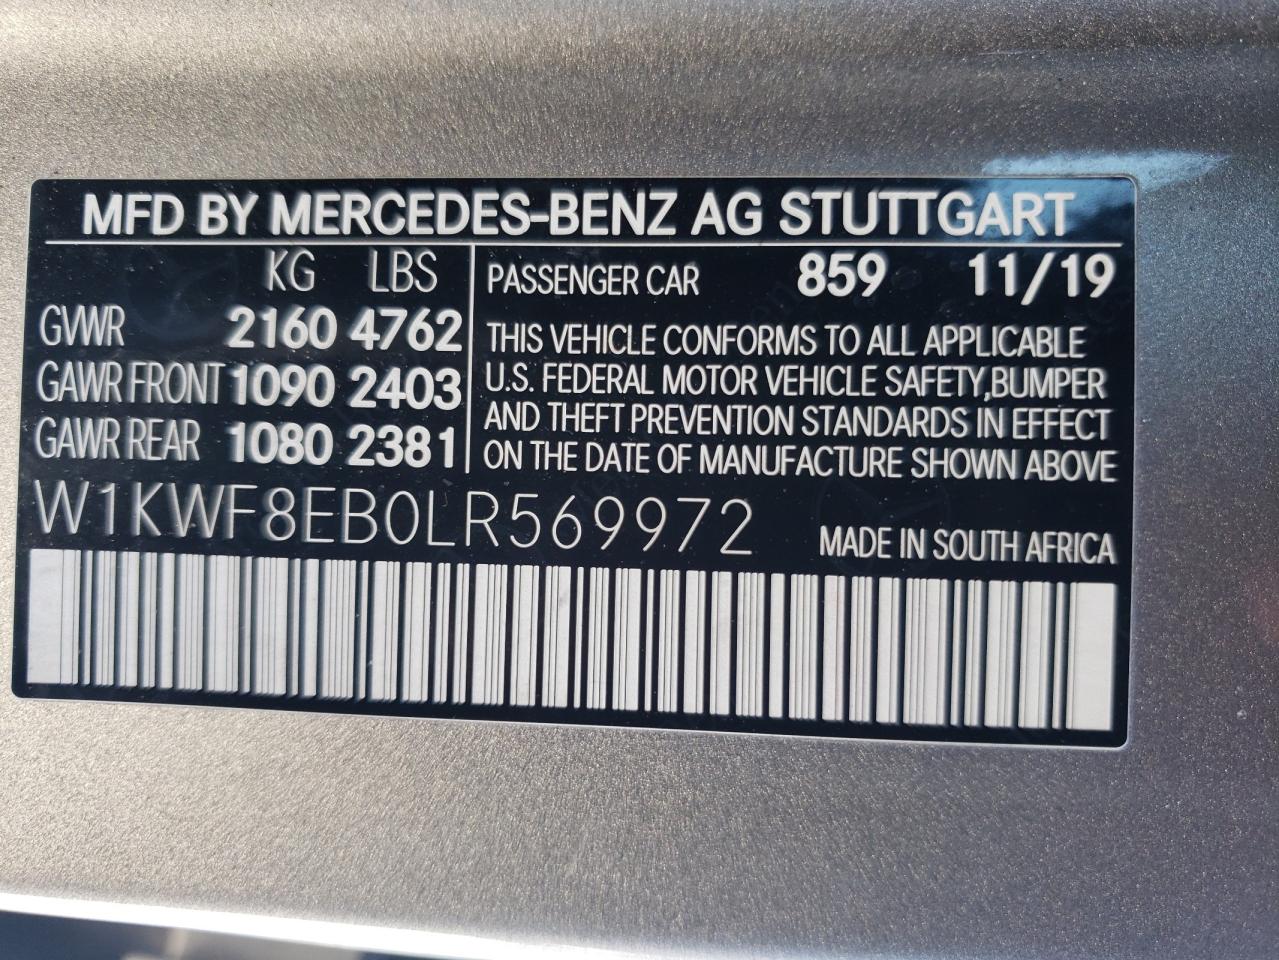 MFD BY MERCEDES-BENZ AG STUTTGART
KG LBS
GVWR 2160 4762
GAWR FRONT 1090 2403
GAWR REAR 1080 2381
PASSENGER CAR 859 11/19
THIS VEHICLE CONFORMS TO ALL APPLICABLE
U.S. FEDERAL MOTOR VEHICLE SAFETY,BUMPER
AND THEFT PREVENTION STANDARDS IN EFFECT
ON THE DATE OF MANUFACTURE SHOWN ABOVE
W1KWF8EB0LR569972
MADE IN SOUTH AFRICA